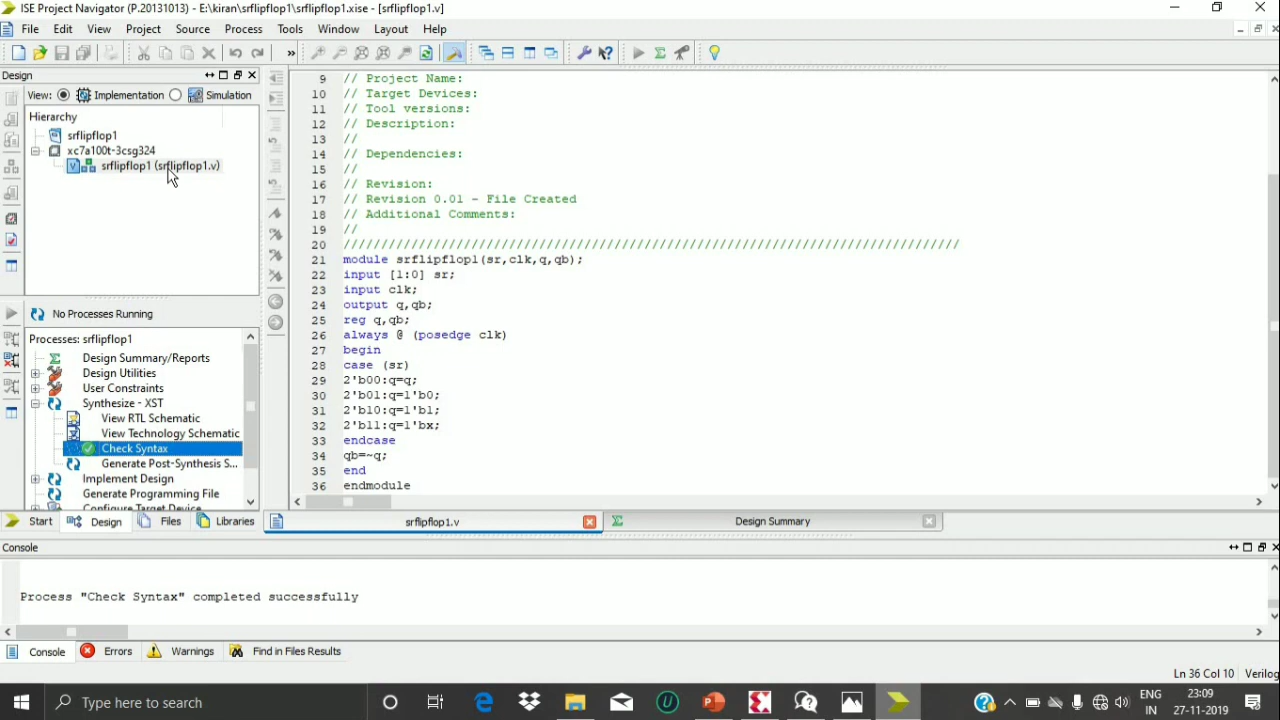 ISE Project Navigator (P.20131013) - E:\kiran\srflipflop1\srflipflop1.xise - [srflipflop1.v]
File Edit View Project Source Process Tools Window Layout Help
»
Design
View: Implementation Simulation
Hierarchy
srflipflop1
xc7a100t-3csg324
srflipflop1 (srflipflop1.v)
No Processes Running
Processes: srflipflop1
Design Summary/Reports
Design Utilities
User Constraints
Synthesize - XST
View RTL Schematic
View Technology Schematic
Check Syntax
Generate Post-Synthesis S...
Implement Design
Generate Programming File
Configure Target Device
Start Design Files Libraries
9 // Project Name:
10 // Target Devices:
11 // Tool versions:
12 // Description:
13 //
14 // Dependencies:
15 //
16 // Revision:
17 // Revision 0.01 - File Created
18 // Additional Comments:
19 //
20 //////////////////////////////////////////////////////////////////////////////////
21 module srflipflop1(sr,clk,q,qb);
22 input [1:0] sr;
23 input clk;
24 output q,qb;
25 reg q,qb;
26 always @ (posedge clk)
27 begin
28 case (sr)
29 2'b00:q=q;
30 2'b01:q=1'b0;
31 2'b10:q=1'b1;
32 2'b11:q=1'bx;
33 endcase
34 qb=~q;
35 end
36 endmodule
srflipflop1.v Design Summary
Console
Process "Check Syntax" completed successfully
Console Errors Warnings Find in Files Results
Ln 36 Col 10 Verilog
Type here to search
ENG
IN
23:09
27-11-2019